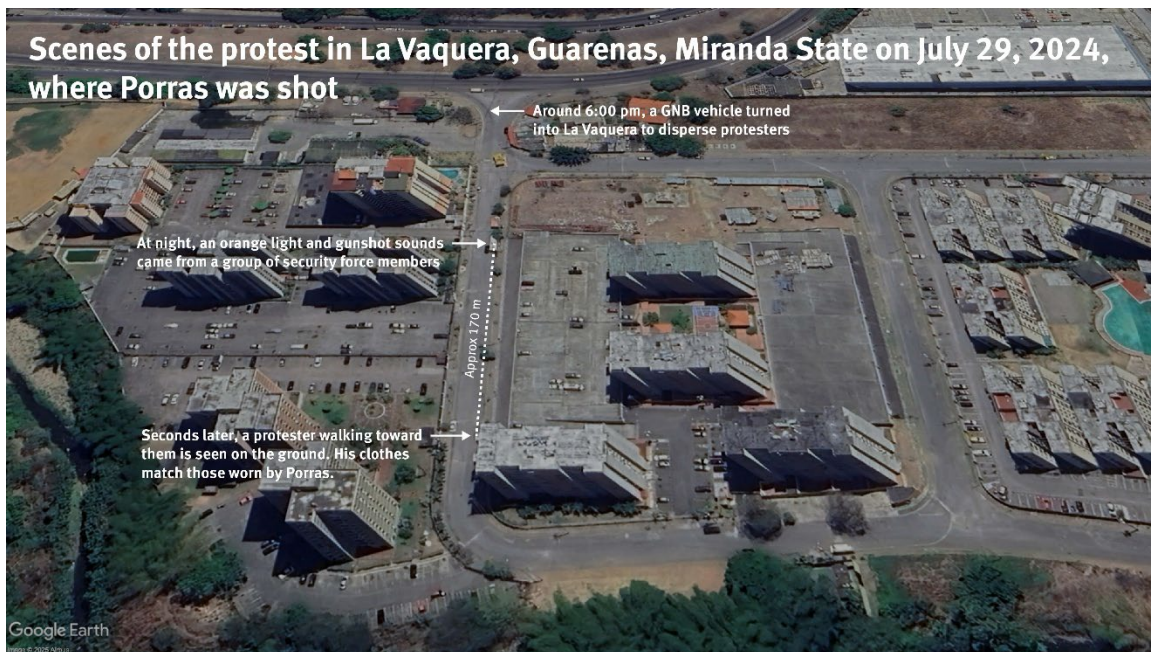 Scenes of the protest in La Vaquera, Guarenas, Miranda State on July 29, 2024,
where Porras was shot
Around 6:00 pm, a GNB vehicle turned
into La Vaquera to disperse protesters
At night, an orange light and gunshot sounds
came from a group of security force members
Approx 170 m
Seconds later, a protester walking toward
them is seen on the ground. His clothes
match those worn by Porras.
Google Earth
Image © 2025 Airbus